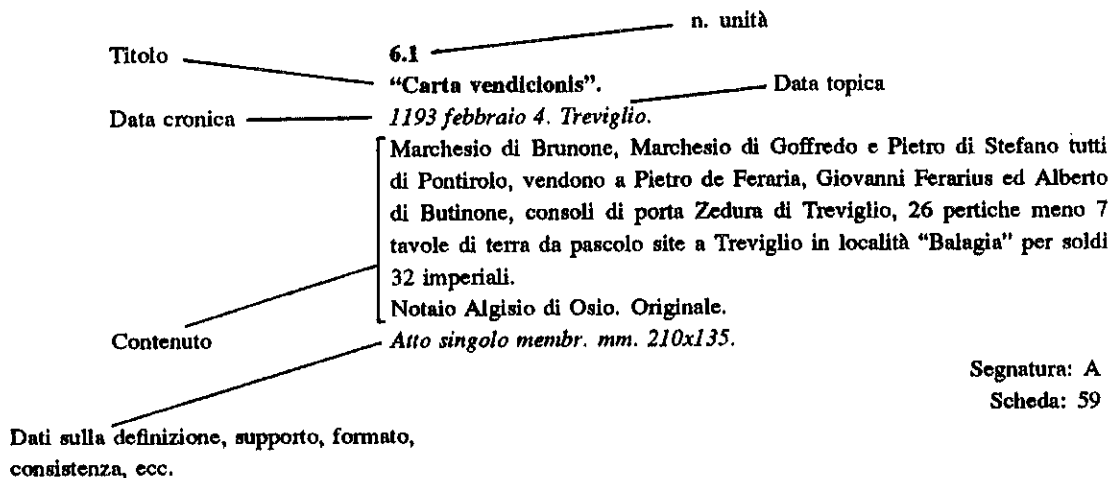 n. unità
Titolo 6.1
“Carta vendicionis”.
Data topica
Data cronica 1193 febbraio 4. Treviglio.
Marchesio di Brunone, Marchesio di Goffredo e Pietro di Stefano tutti
di Pontirolo, vendono a Pietro de Feraria, Giovanni Ferarius ed Alberto
di Butinone, consoli di porta Zedura di Treviglio, 26 pertiche meno 7
tavole di terra da pascolo site a Treviglio in località “Balagia” per soldi
32 imperiali.
Notaio Algisio di Osio. Originale.
Contenuto Atto singolo membr. mm. 210x135.
Segnatura: A
Scheda: 59
Dati sulla definizione, supporto, formato,
consistenza, ecc.